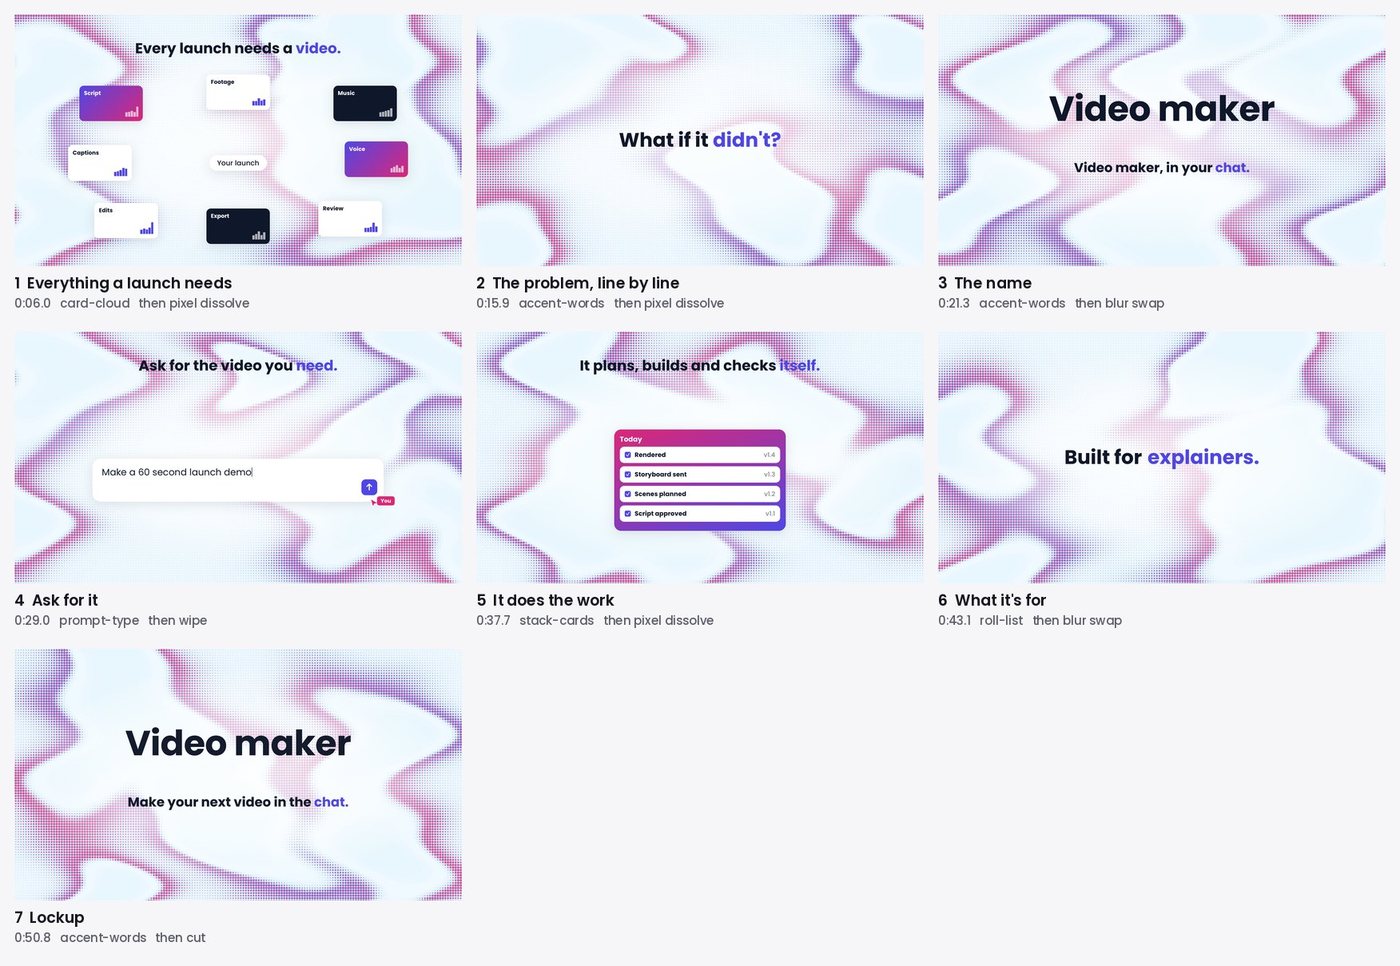 Every launch needs a video.
Script
Footage
Music
Captions
Your launch
Voice
Edits
Export
Review
1 Everything a launch needs
0:06.0 card-cloud then pixel dissolve
What if it didn't?
2 The problem, line by line
0:15.9 accent-words then pixel dissolve
Video maker
Video maker, in your chat.
3 The name
0:21.3 accent-words then blur swap
Ask for the video you need.
Make a 60 second launch demo
You
4 Ask for it
0:29.0 prompt-type then wipe
It plans, builds and checks itself.
Today
Rendered v1.4
Storyboard sent v1.3
Scenes planned v1.2
Script approved v1.1
5 It does the work
0:37.7 stack-cards then pixel dissolve
Built for explainers.
6 What it's for
0:43.1 roll-list then blur swap
Video maker
Make your next video in the chat.
7 Lockup
0:50.8 accent-words then cut